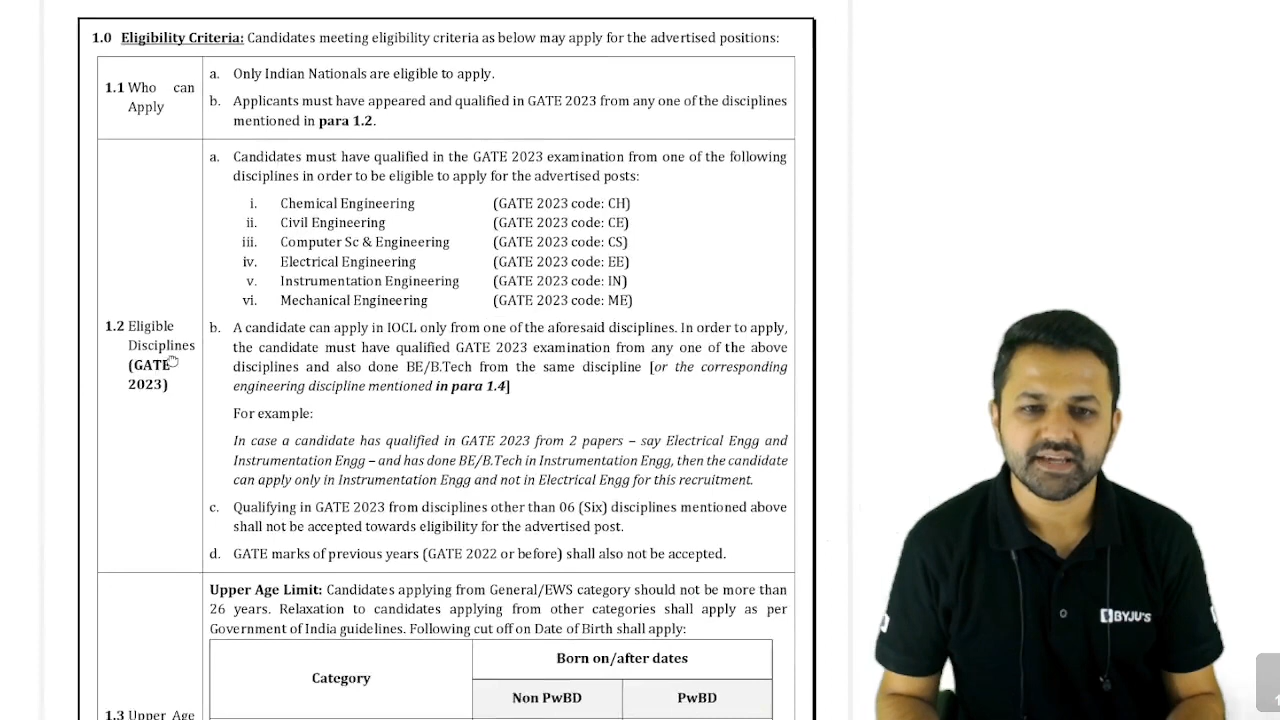 1.0 Eligibility Criteria: Candidates meeting eligibility criteria as below may apply for the advertised positions:
1.1 Who can
Apply
a. Only Indian Nationals are eligible to apply.
b. Applicants must have appeared and qualified in GATE 2023 from any one of the disciplines
mentioned in para 1.2.
1.2 Eligible
Disciplines
(GATE
2023)
a. Candidates must have qualified in the GATE 2023 examination from one of the following
disciplines in order to be eligible to apply for the advertised posts:
i. Chemical Engineering (GATE 2023 code: CH)
ii. Civil Engineering (GATE 2023 code: CE)
iii. Computer Sc & Engineering (GATE 2023 code: CS)
iv. Electrical Engineering (GATE 2023 code: EE)
v. Instrumentation Engineering (GATE 2023 code: IN)
vi. Mechanical Engineering (GATE 2023 code: ME)
b. A candidate can apply in IOCL only from one of the aforesaid disciplines. In order to apply,
the candidate must have qualified GATE 2023 examination from any one of the above
disciplines and also done BE/B.Tech from the same discipline [or the corresponding
engineering discipline mentioned in para 1.4]
For example:
In case a candidate has qualified in GATE 2023 from 2 papers – say Electrical Engg and
Instrumentation Engg – and has done BE/B.Tech in Instrumentation Engg, then the candidate
can apply only in Instrumentation Engg and not in Electrical Engg for this recruitment.
c. Qualifying in GATE 2023 from disciplines other than 06 (Six) disciplines mentioned above
shall not be accepted towards eligibility for the advertised post.
d. GATE marks of previous years (GATE 2022 or before) shall also not be accepted.
1.3 Upper Age
Upper Age Limit: Candidates applying from General/EWS category should not be more than
26 years. Relaxation to candidates applying from other categories shall apply as per
Government of India guidelines. Following cut off on Date of Birth shall apply:
Category
Born on/after dates
Non PwBD PwBD
BYJU'S